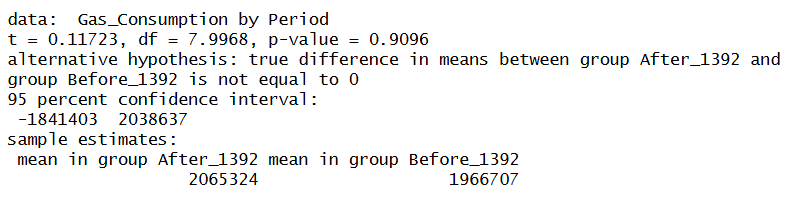 data:  Gas_Consumption by Period
t = 0.11723, df = 7.9968, p-value = 0.9096
alternative hypothesis: true difference in means between group After_1392 and
group Before_1392 is not equal to 0
95 percent confidence interval:
 -1841403  2038637
sample estimates:
 mean in group After_1392 mean in group Before_1392
                  2065324                   1966707